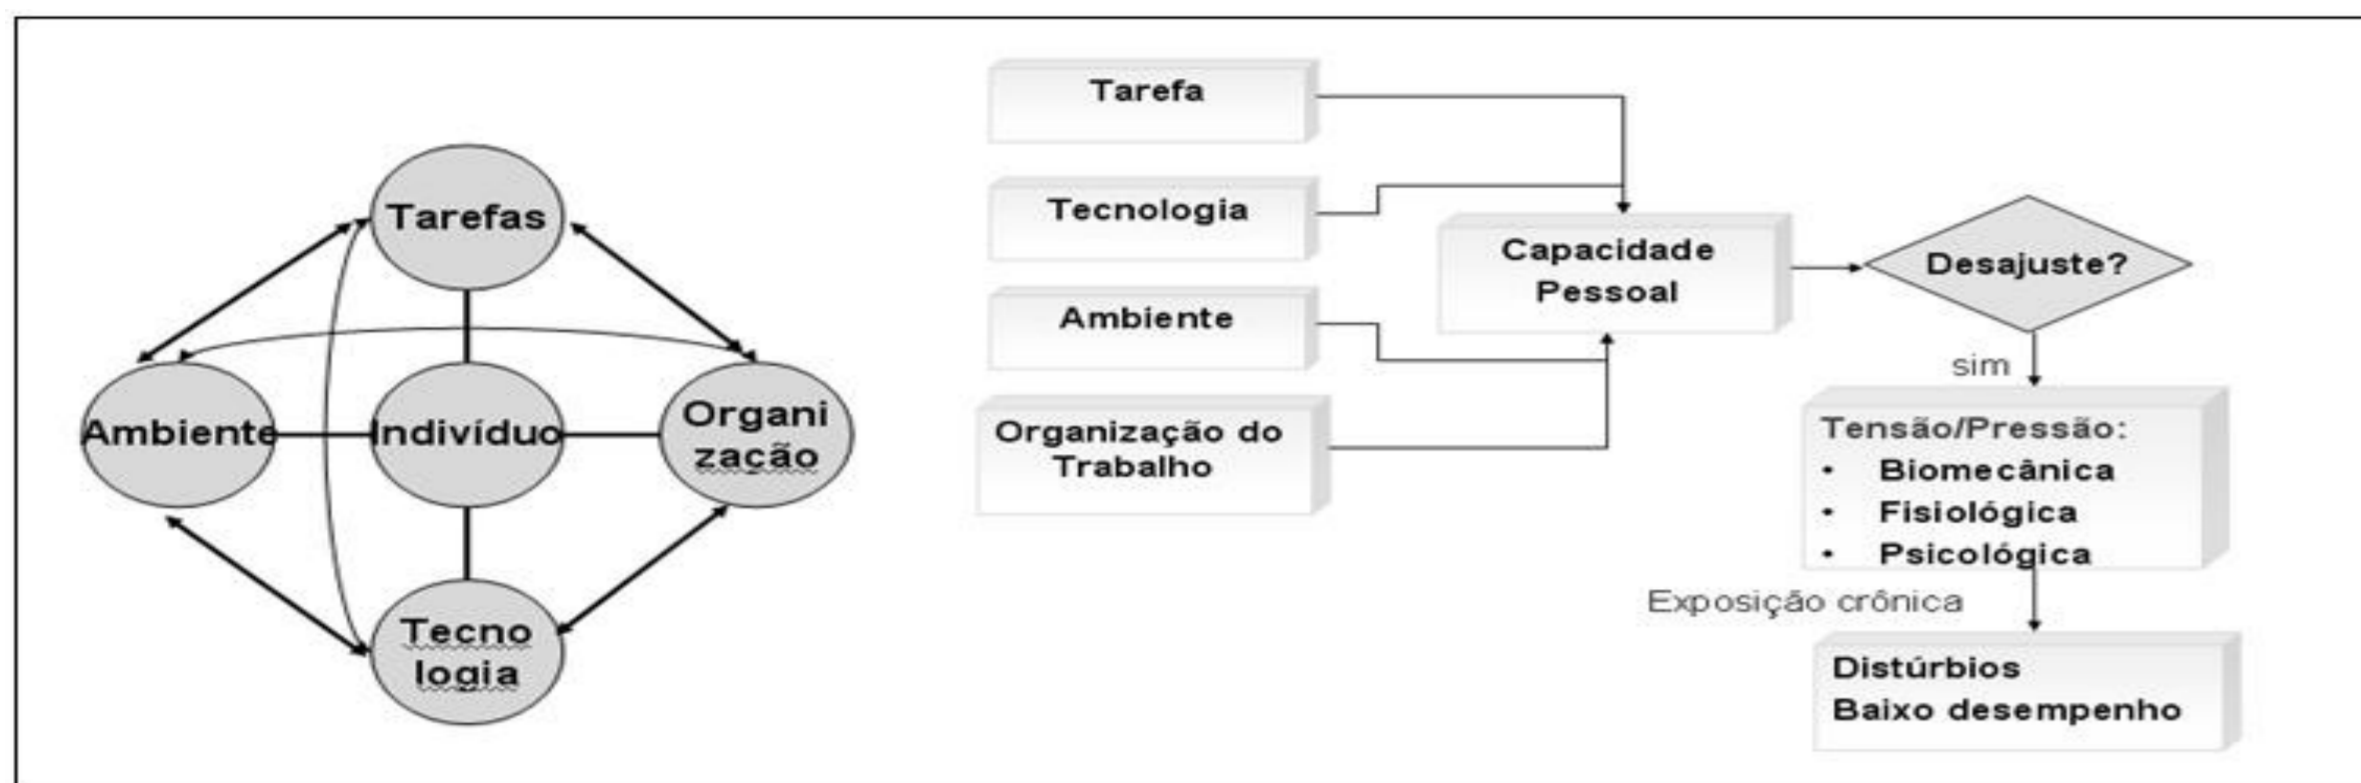 Tarefas
Ambiente
Indivíduo
Organi
zação
Tecno
logia
Tarefa
Tecnologia
Ambiente
Organização do
Trabalho
Capacidade
Pessoal
Desajuste?
sim
Tensão/Pressão:
• Biomecânica
• Fisiológica
• Psicológica
Exposição crônica
Distúrbios
Baixo desempenho